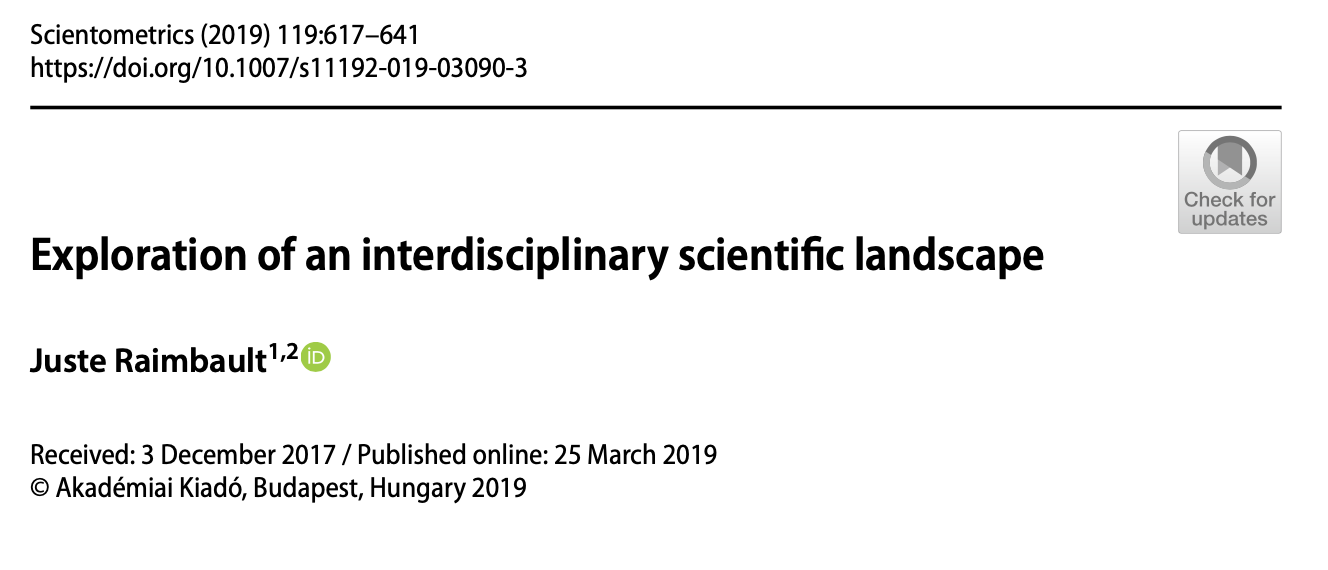 Scientometrics (2019) 119:617–641
https://doi.org/10.1007/s11192-019-03090-3
Check for
updates
Exploration of an interdisciplinary scientific landscape
Juste Raimbault1,2 iD
Received: 3 December 2017 / Published online: 25 March 2019
© Akadémiai Kiadó, Budapest, Hungary 2019